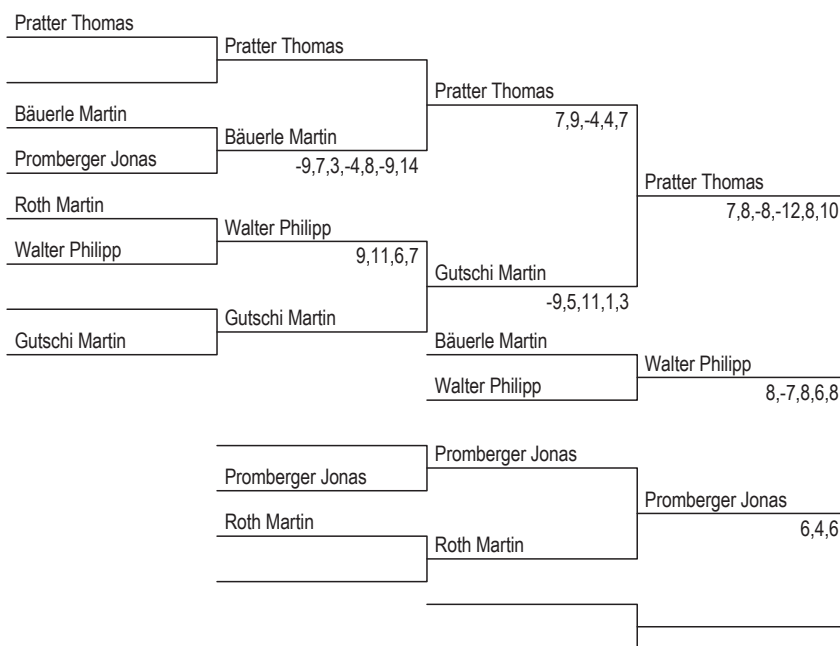 Pratter Thomas
Pratter Thomas
Pratter Thomas
Bäuerle Martin
7,9,-4,4,7
Bäuerle Martin
Promberger Jonas
-9,7,3,-4,8,-9,14
Pratter Thomas
Roth Martin
7,8,-8,-12,8,10
Walter Philipp
Walter Philipp
9,11,6,7
Gutschi Martin
-9,5,11,1,3
Gutschi Martin
Gutschi Martin
Bäuerle Martin
Walter Philipp
Walter Philipp
8,-7,8,6,8
Promberger Jonas
Promberger Jonas
Promberger Jonas
Roth Martin
6,4,6
Roth Martin